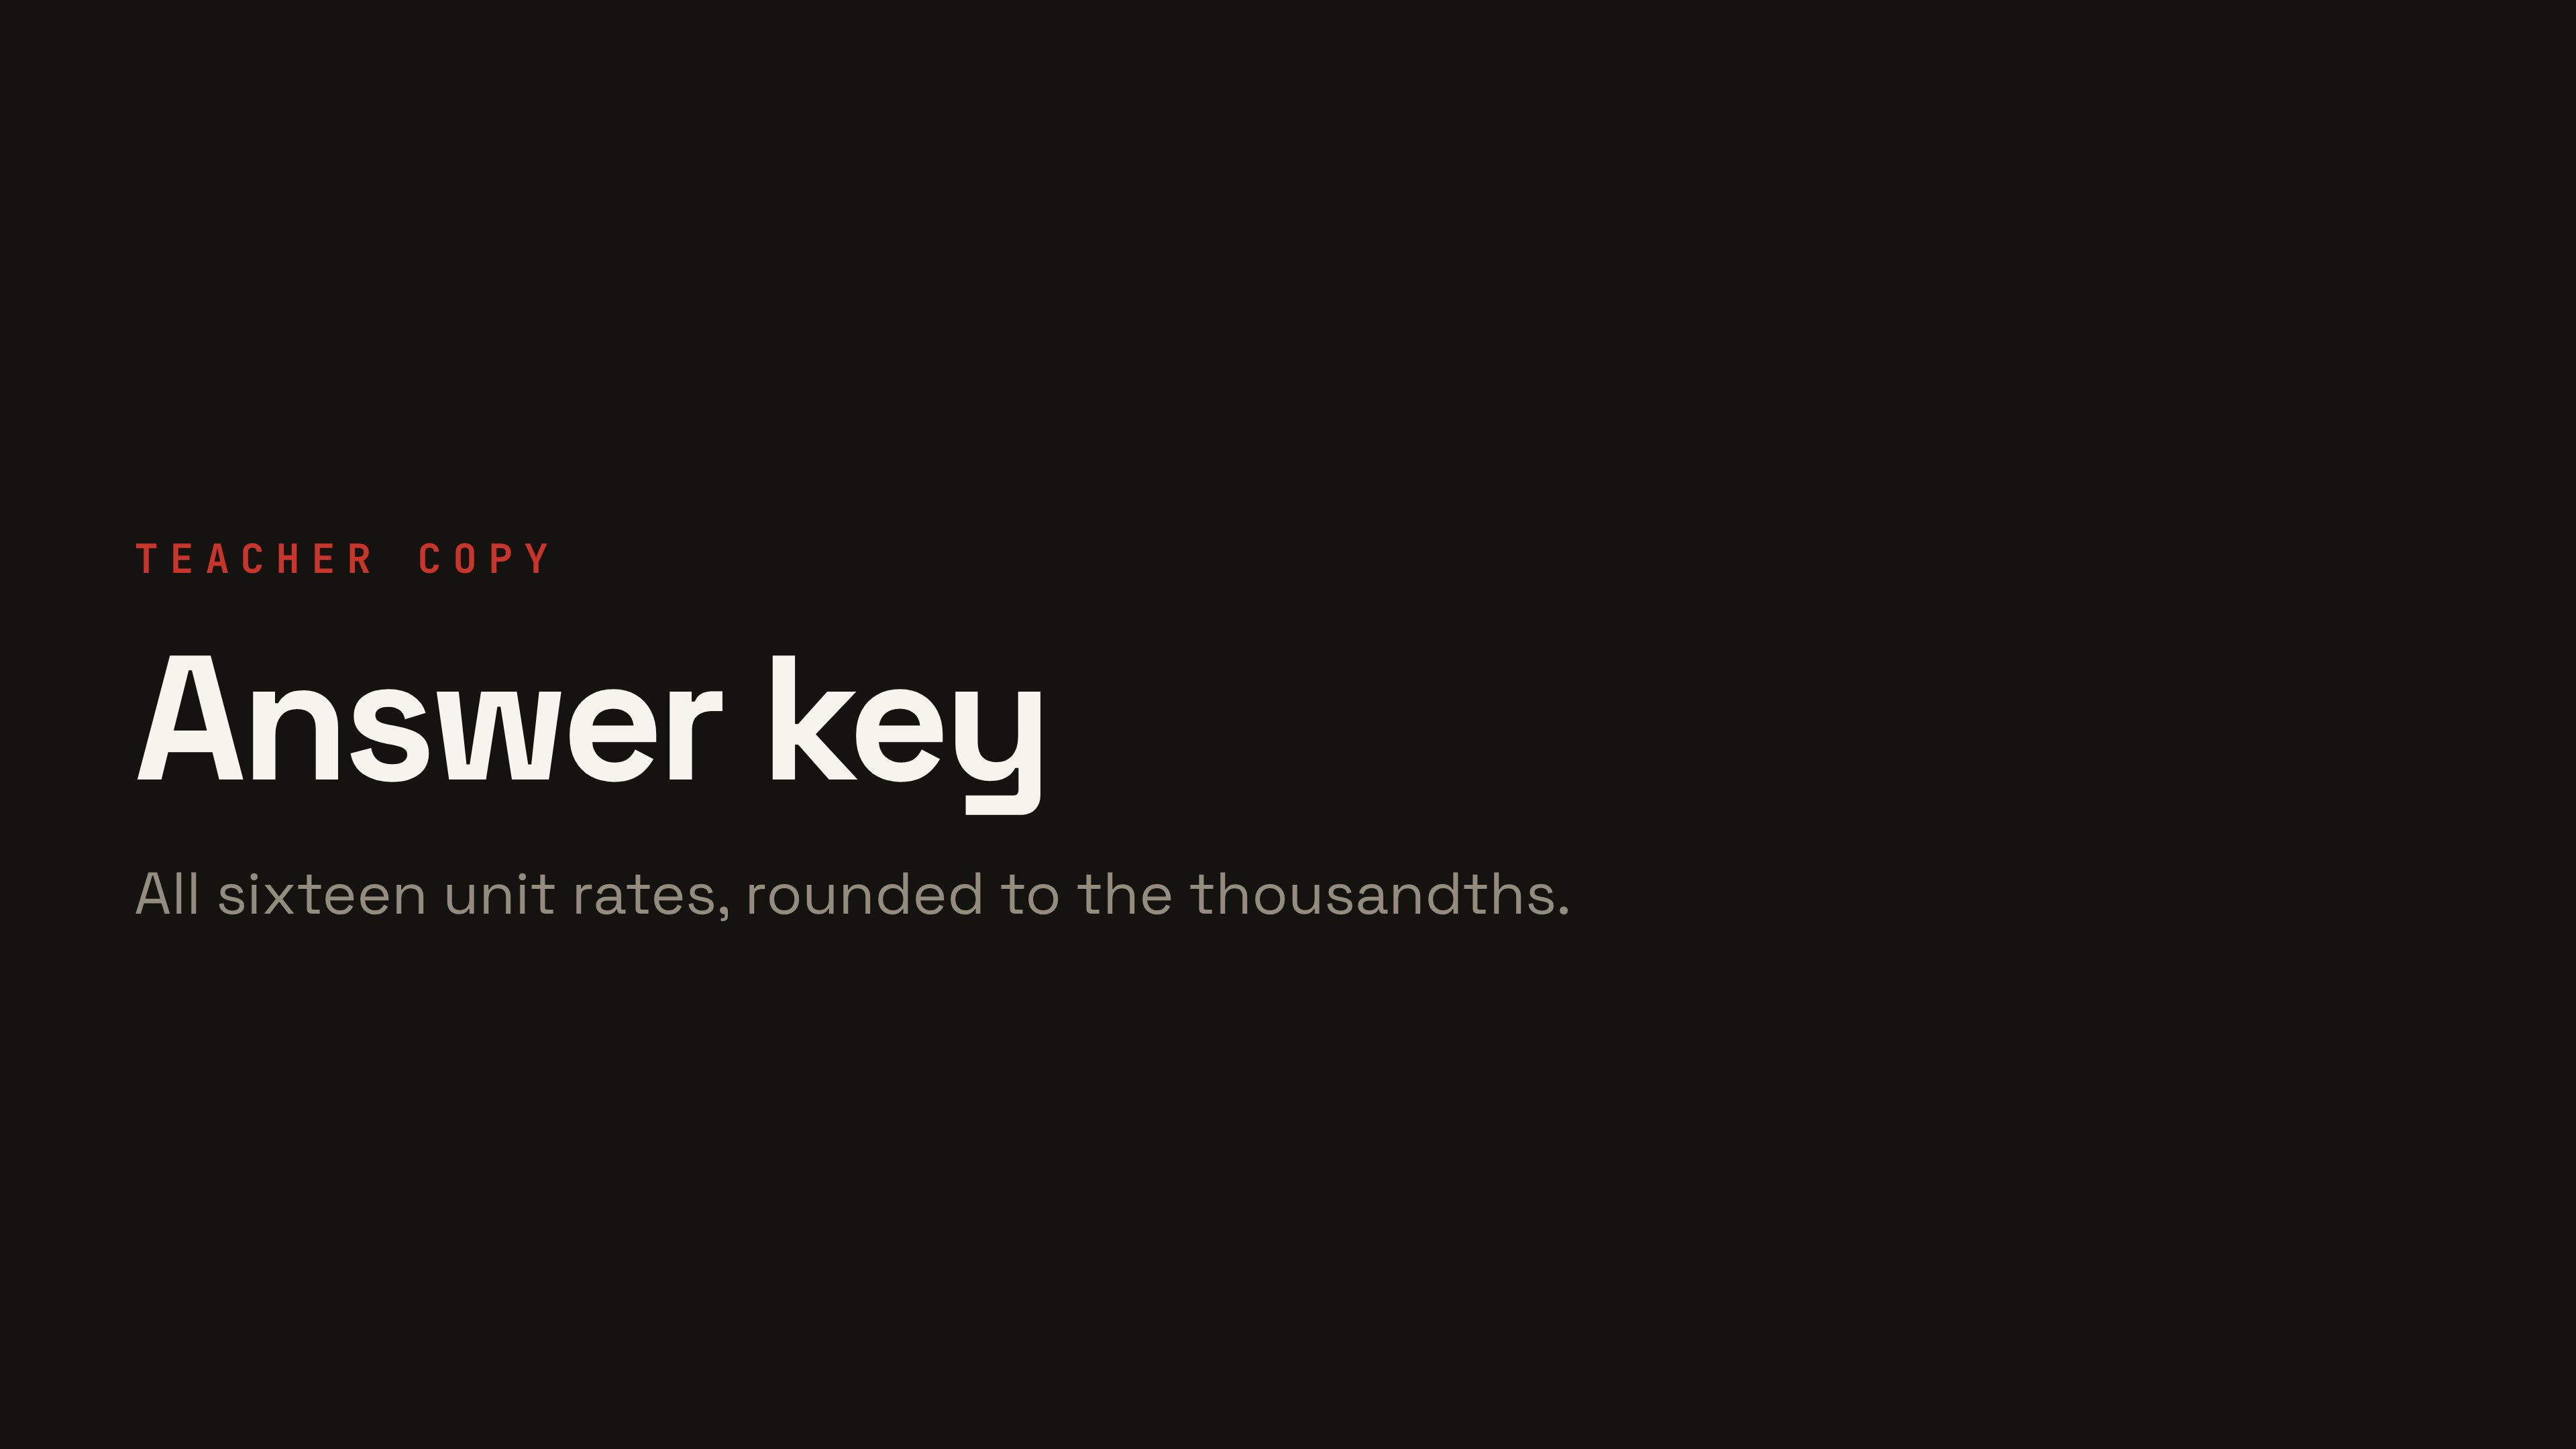 TEACHER COPY
Answer key
All sixteen unit rates, rounded to the thousandths.